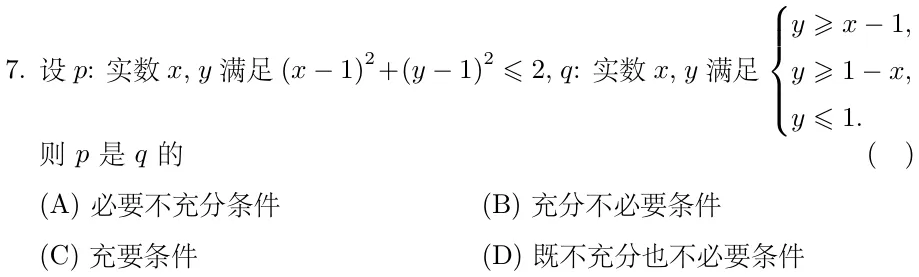 7. 设 p: 实数 x, y 满足 (x − 1)² + (y − 1)² ⩽ 2, q: 实数 x, y 满足 { y ⩾ x − 1, y ⩾ 1 − x, y ⩽ 1.
则 p 是 q 的 ( )
(A) 必要不充分条件 (B) 充分不必要条件
(C) 充要条件 (D) 既不充分也不必要条件